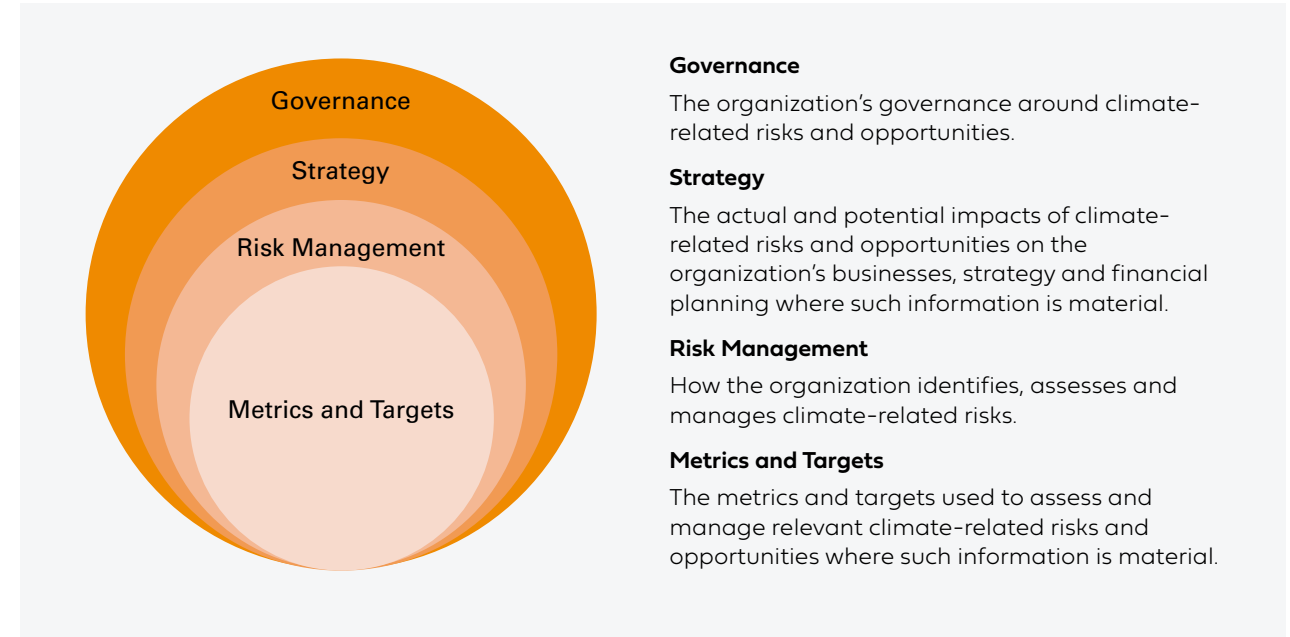 Governance
Strategy
Risk Management
Metrics and Targets
Governance
The organization’s governance around climate-
related risks and opportunities.
Strategy
The actual and potential impacts of climate-
related risks and opportunities on the
organization’s businesses, strategy and financial
planning where such information is material.
Risk Management
How the organization identifies, assesses and
manages climate-related risks.
Metrics and Targets
The metrics and targets used to assess and
manage relevant climate-related risks and
opportunities where such information is material.